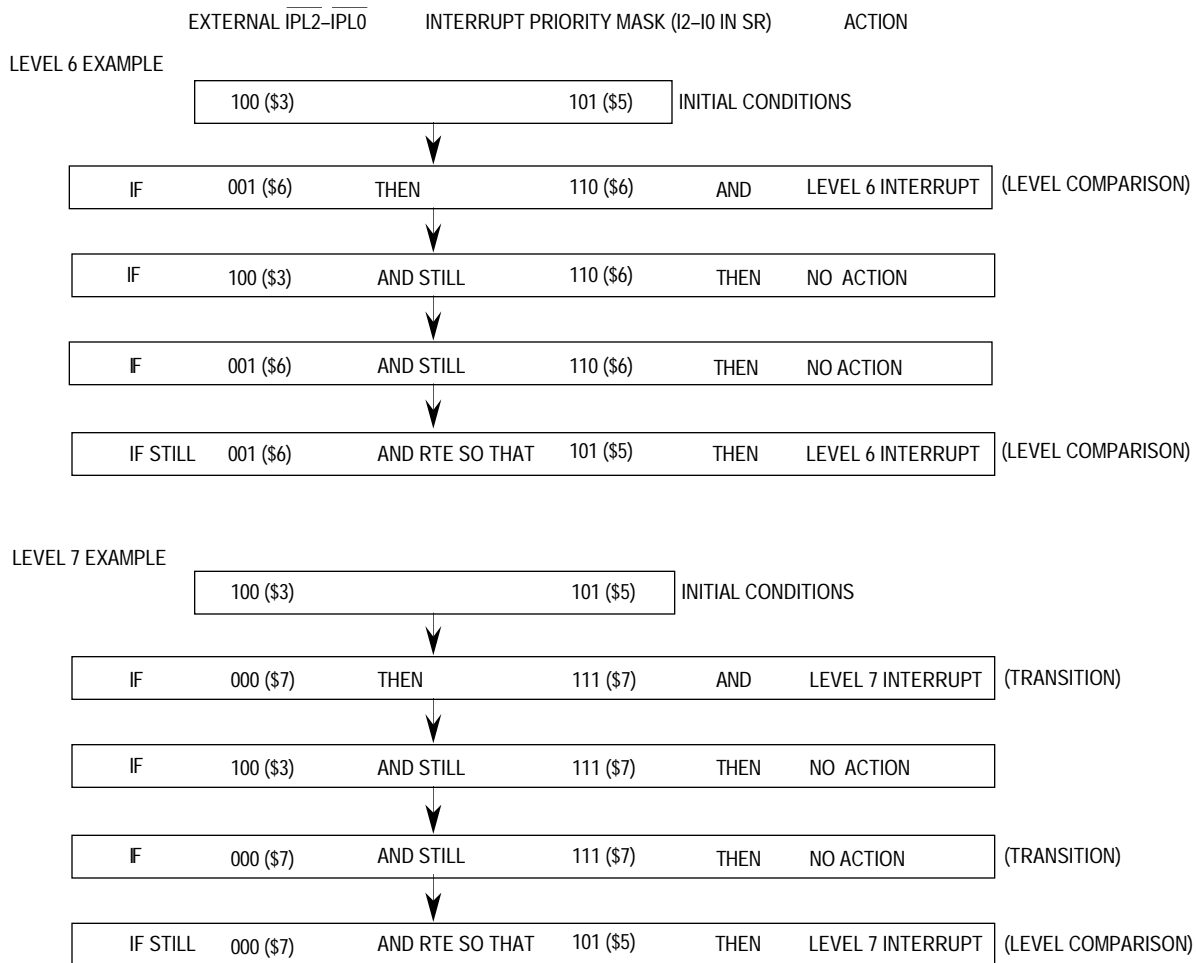 EXTERNAL IPL2–IPL0 INTERRUPT PRIORITY MASK (I2–I0 IN SR) ACTION
LEVEL 6 EXAMPLE
100 ($3) 101 ($5) INITIAL CONDITIONS
IF 001 ($6) THEN 110 ($6) AND LEVEL 6 INTERRUPT (LEVEL COMPARISON)
IF 100 ($3) AND STILL 110 ($6) THEN NO ACTION
IF 001 ($6) AND STILL 110 ($6) THEN NO ACTION
IF STILL 001 ($6) AND RTE SO THAT 101 ($5) THEN LEVEL 6 INTERRUPT (LEVEL COMPARISON)
LEVEL 7 EXAMPLE
100 ($3) 101 ($5) INITIAL CONDITIONS
IF 000 ($7) THEN 111 ($7) AND LEVEL 7 INTERRUPT (TRANSITION)
IF 100 ($3) AND STILL 111 ($7) THEN NO ACTION
IF 000 ($7) AND STILL 111 ($7) THEN NO ACTION (TRANSITION)
IF STILL 000 ($7) AND RTE SO THAT 101 ($5) THEN LEVEL 7 INTERRUPT (LEVEL COMPARISON)